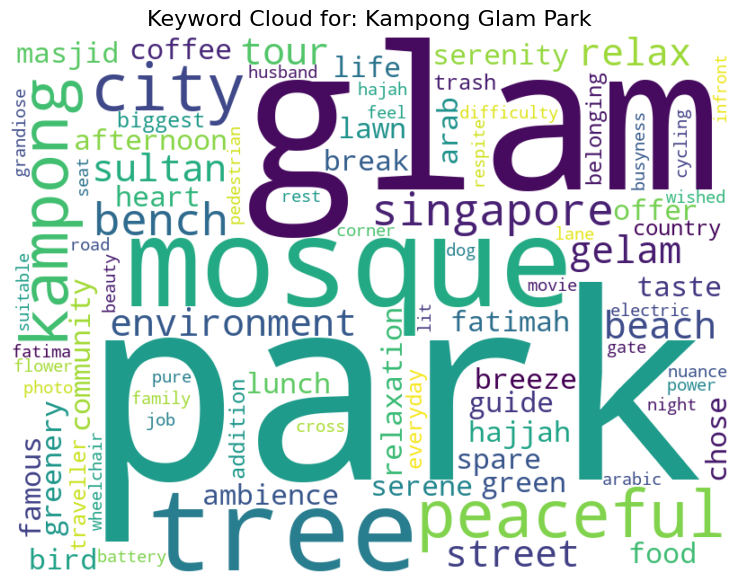 Keyword Cloud for: Kampong Glam Park
masjid
coffee
tour
husband
life
hajah
feel
serenity
relax
infront
grandiose
kampong
city
glam
trash
difficulty
biggest
afternoon
lawn
arab
respite
belonging
busyness
cycling
seat
sultan
pedestrian
break
heart
rest
wished
bench
singapore
offer
country
road
corner
lane
gelam
mosque
dog
beauty
movie
taste
suitable
community
environment
lit
fatimah
electric
beach
fatima
flower
photo
park
pure
family
job
lunch
relaxation
everyday
breeze
gate
nuance
power
guide
night
cross
addition
hajjah
chose
famous
greenery
traveller
wheelchair
spare
serene
green
arabic
ambience
tree
peaceful
bird
battery
street
food